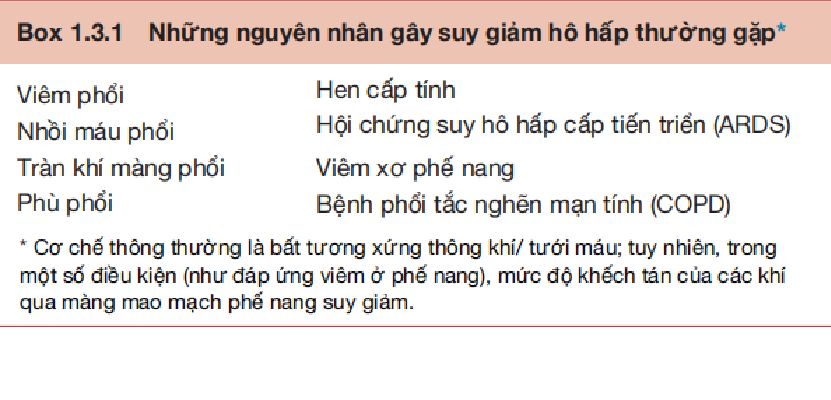 Box 1.3.1 Những nguyên nhân gây suy giảm hô hấp thường gặp*
Viêm phổi
Nhồi máu phổi
Tràn khí màng phổi
Phù phổi
Hen cấp tính
Hội chứng suy hô hấp cấp tiến triển (ARDS)
Viêm xơ phế nang
Bệnh phổi tắc nghẽn mạn tính (COPD)
* Cơ chế thông thường là bất tương xứng thông khí/ tưới máu; tuy nhiên, trong
một số điều kiện (như đáp ứng viêm ở phế nang), mức độ khếch tán của các khí
qua màng mao mạch phế nang suy giảm.